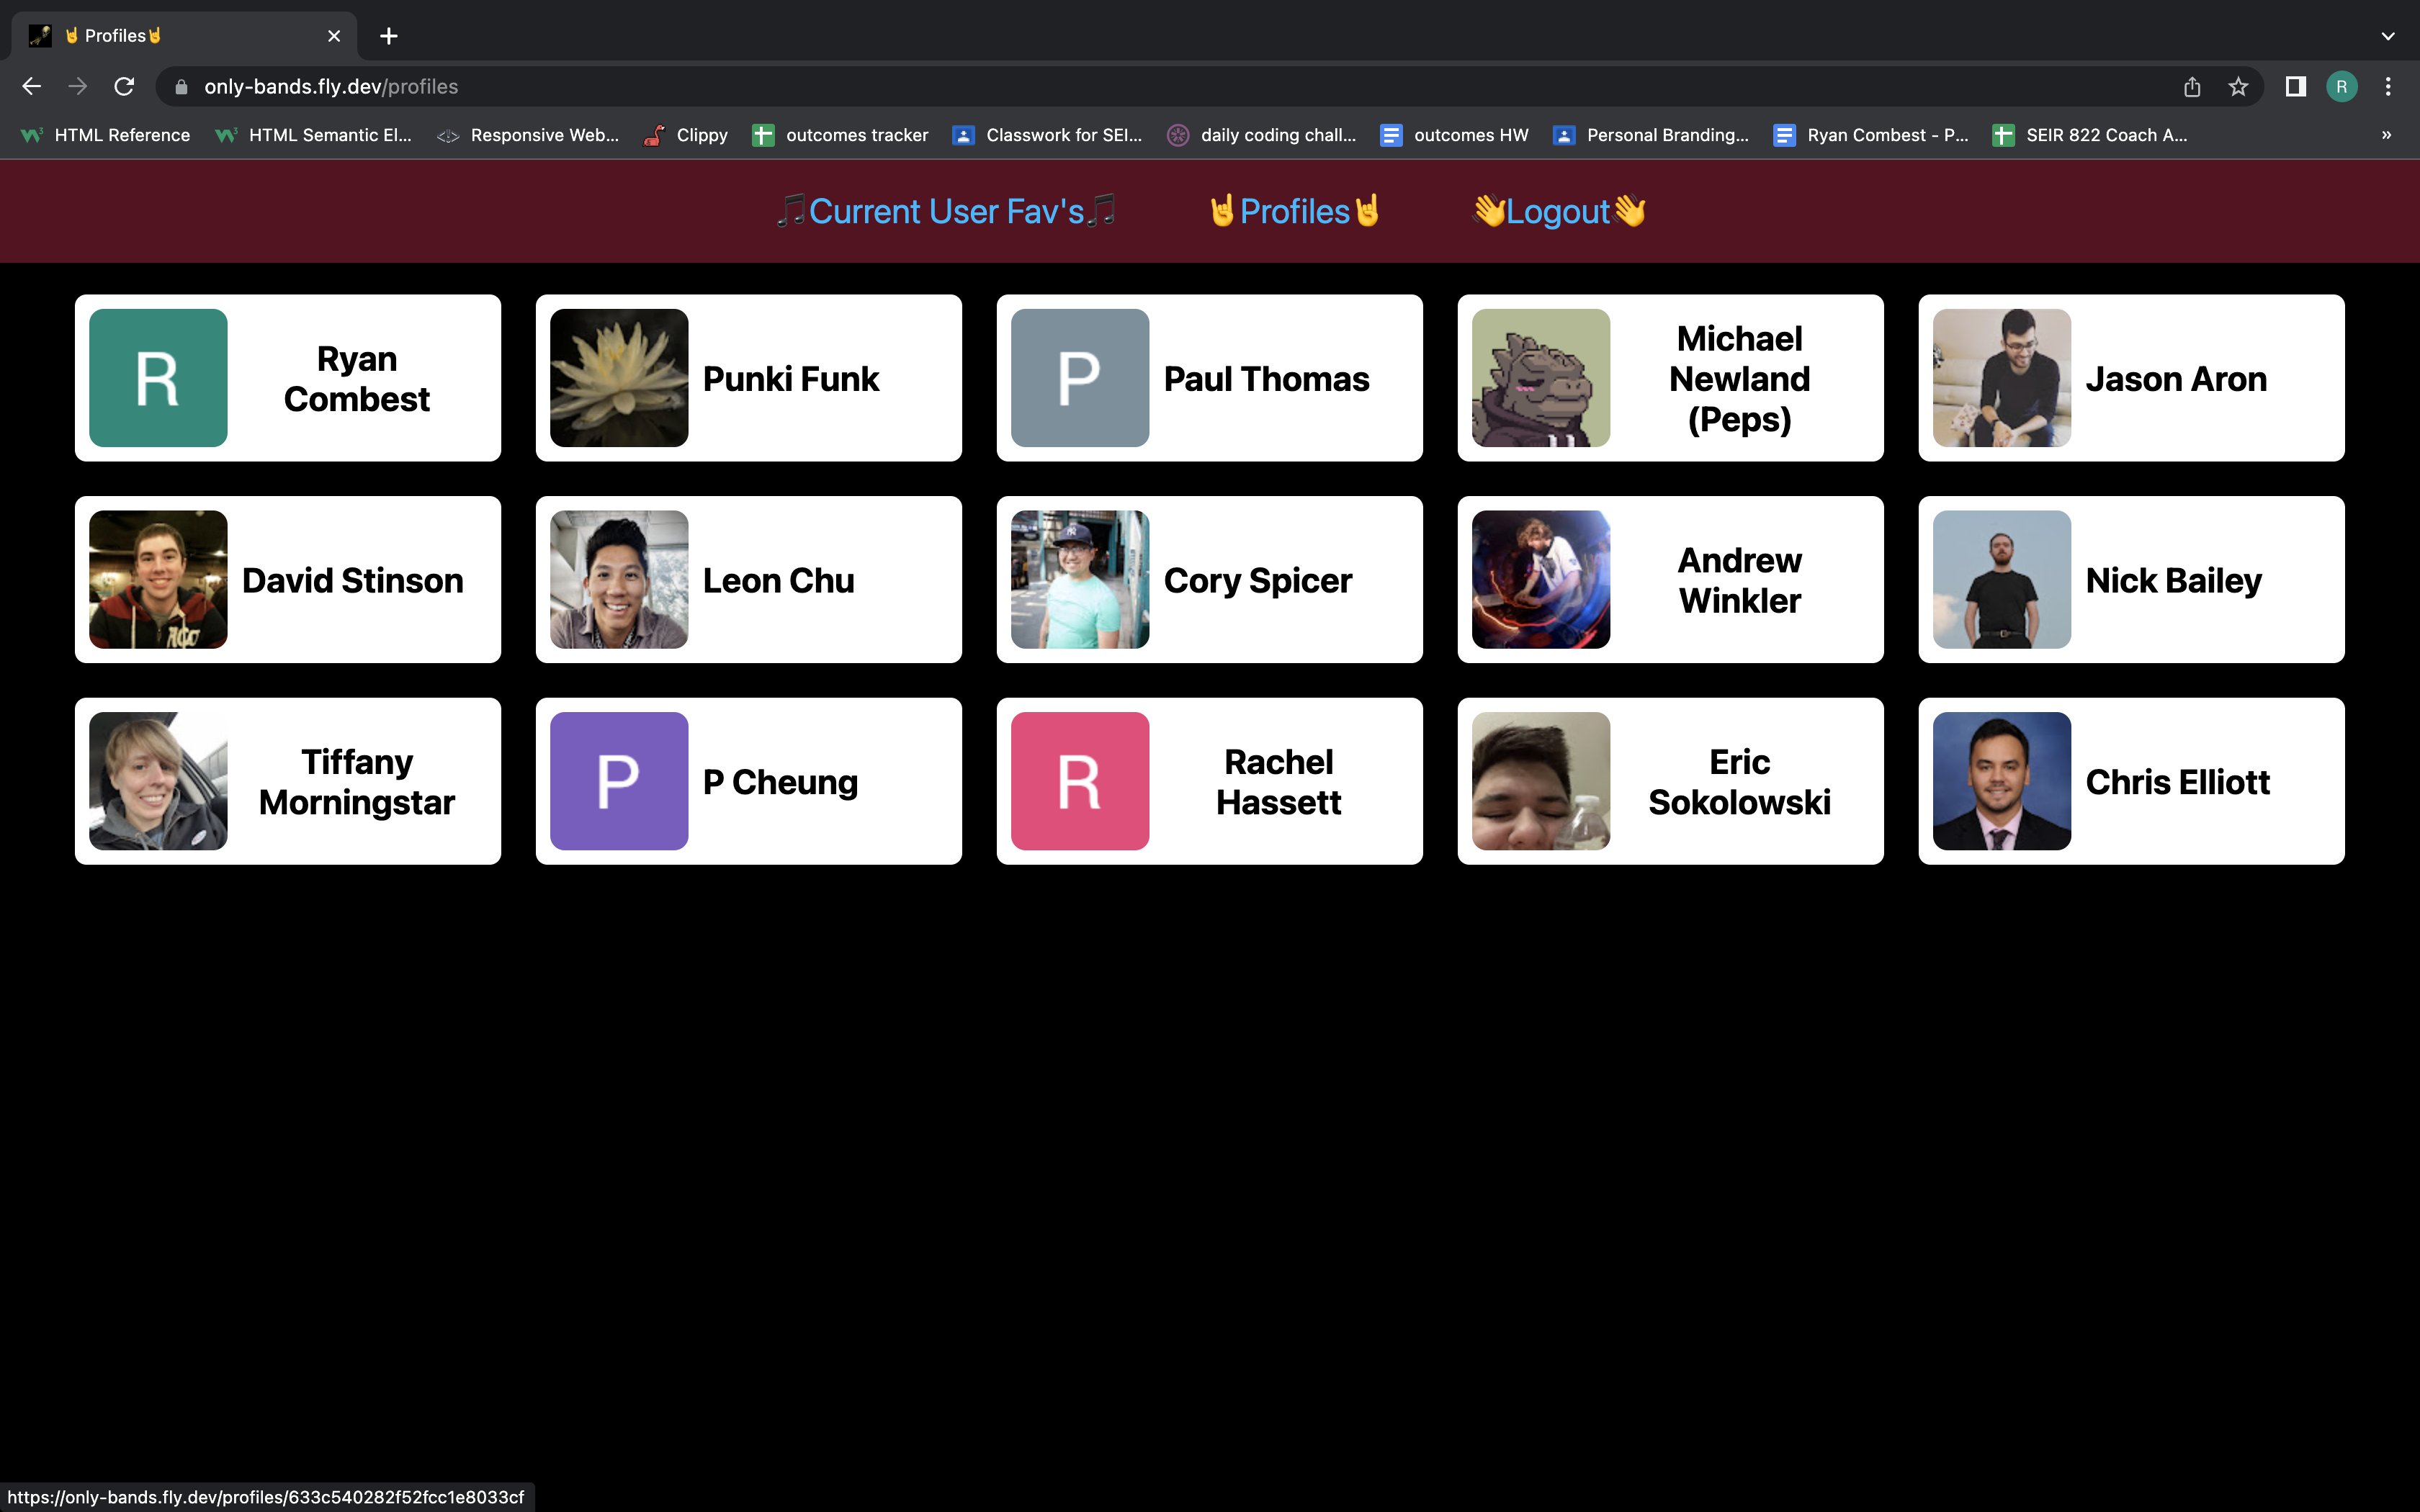 🤘Profiles🤘
only-bands.fly.dev/profiles
R
HTML Reference
HTML Semantic El...
Responsive Web...
Clippy
outcomes tracker
Classwork for SEI...
daily coding chall...
outcomes HW
Personal Branding...
Ryan Combest - P...
SEIR 822 Coach A...
»
🎵Current User Fav's🎵
🤘Profiles🤘
👋Logout👋
R
Ryan
Combest
Punki Funk
P
Paul Thomas
Michael
Newland
(Peps)
Jason Aron
David Stinson
Leon Chu
Cory Spicer
Andrew
Winkler
Nick Bailey
Tiffany
Morningstar
P
P Cheung
R
Rachel
Hassett
Eric
Sokolowski
Chris Elliott
https://only-bands.fly.dev/profiles/633c540282f52fcc1e8033cf